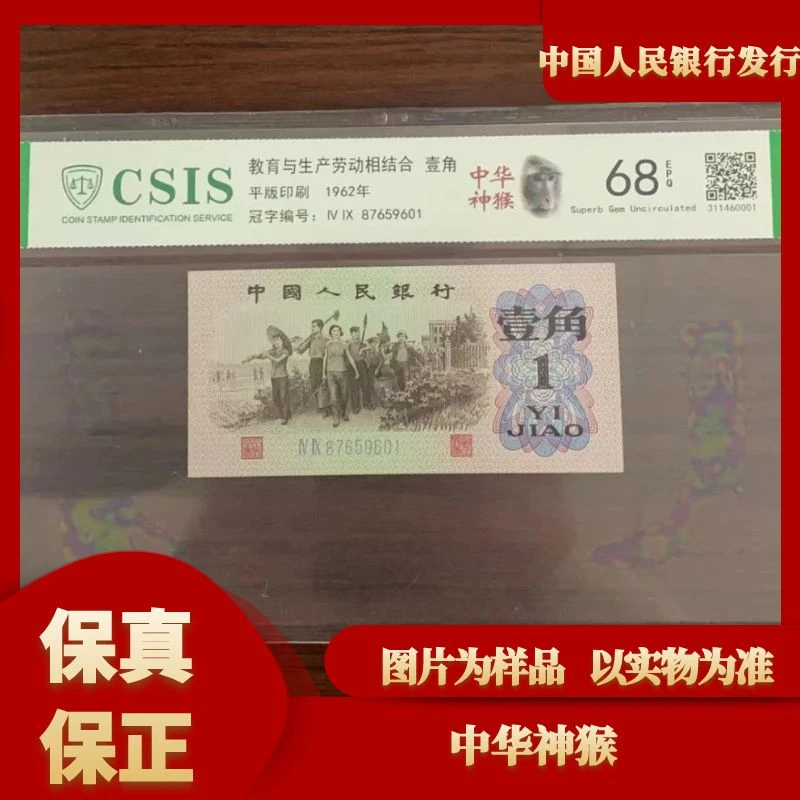 中国人民银行发行
CSIS
COIN STAMP IDENTIFICATION SERVICE
教育与生产劳动相结合 壹角
平版印刷 1962年
冠字编号：ⅣⅨ 87659601
中华
神猴
68
EPQ
Superb Gem Uncirculated
311460001
中國人民銀行
壹角
1
YI
JIAO
ⅣⅨ 87659601
保真
保正
图片为样品 以实物为准
中华神猴